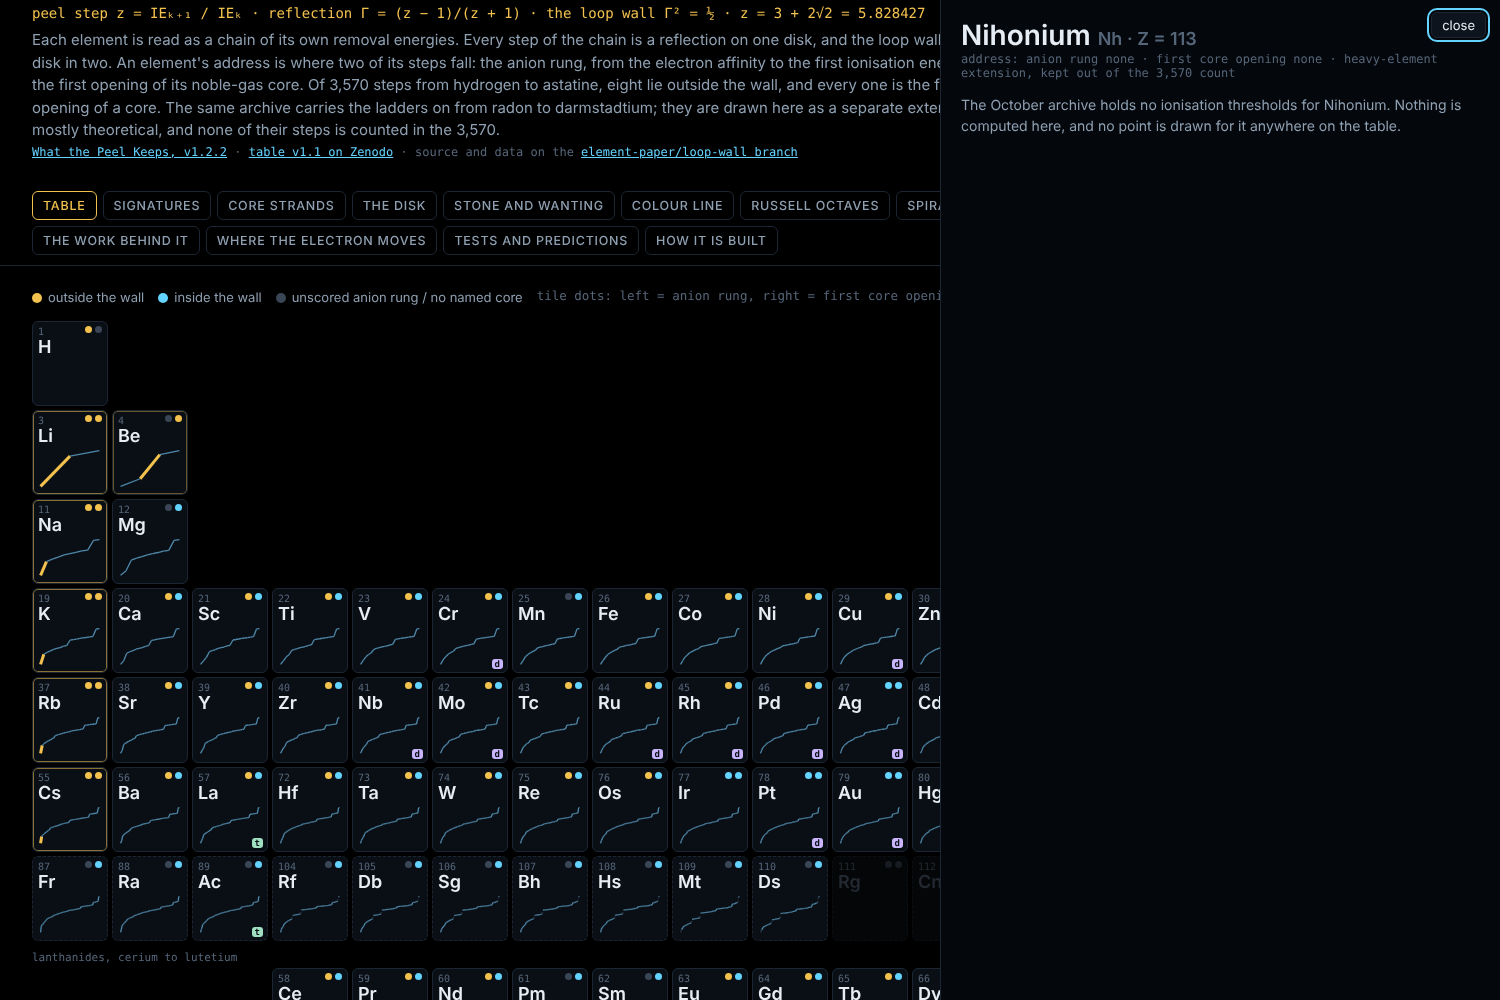 peel step z = IEₖ₊₁ / IEₖ · reflection Γ = (z − 1)/(z + 1) · the loop wall Γ² = ½ · z = 3 + 2√2 = 5.828427
Each element is read as a chain of its own removal energies. Every step of the chain is a reflection on one disk, and the loop wall
disk in two. An element's address is where two of its steps fall: the anion rung, from the electron affinity to the first ionisation ene
the first opening of its noble-gas core. Of 3,570 steps from hydrogen to astatine, eight lie outside the wall, and every one is the f
opening of a core. The same archive carries the ladders on from radon to darmstadtium; they are drawn here as a separate exter
mostly theoretical, and none of their steps is counted in the 3,570.
What the Peel Keeps, v1.2.2 · table v1.1 on Zenodo · source and data on the element-paper/loop-wall branch
TABLE SIGNATURES CORE STRANDS THE DISK STONE AND WANTING COLOUR LINE RUSSELL OCTAVES SPIRA
THE WORK BEHIND IT WHERE THE ELECTRON MOVES TESTS AND PREDICTIONS HOW IT IS BUILT
outside the wall inside the wall unscored anion rung / no named core tile dots: left = anion rung, right = first core openi
1
H
3 4
Li Be
11 12
Na Mg
19 20 21 22 23 24 25 26 27 28 29 30
K Ca Sc Ti V Cr Mn Fe Co Ni Cu Zn
d d
37 38 39 40 41 42 43 44 45 46 47 48
Rb Sr Y Zr Nb Mo Tc Ru Rh Pd Ag Cd
d d d d d d
55 56 57 72 73 74 75 76 77 78 79 80
Cs Ba La Hf Ta W Re Os Ir Pt Au Hg
t d d
87 88 89 104 105 106 107 108 109 110 111 112
Fr Ra Ac Rf Db Sg Bh Hs Mt Ds Rg Cn
t
lanthanides, cerium to lutetium
58 59 60 61 62 63 64 65 66
Ce Pr Nd Pm Sm Eu Gd Tb Dy
close
Nihonium Nh · Z = 113
address: anion rung none · first core opening none · heavy-element
extension, kept out of the 3,570 count
The October archive holds no ionisation thresholds for Nihonium. Nothing is
computed here, and no point is drawn for it anywhere on the table.